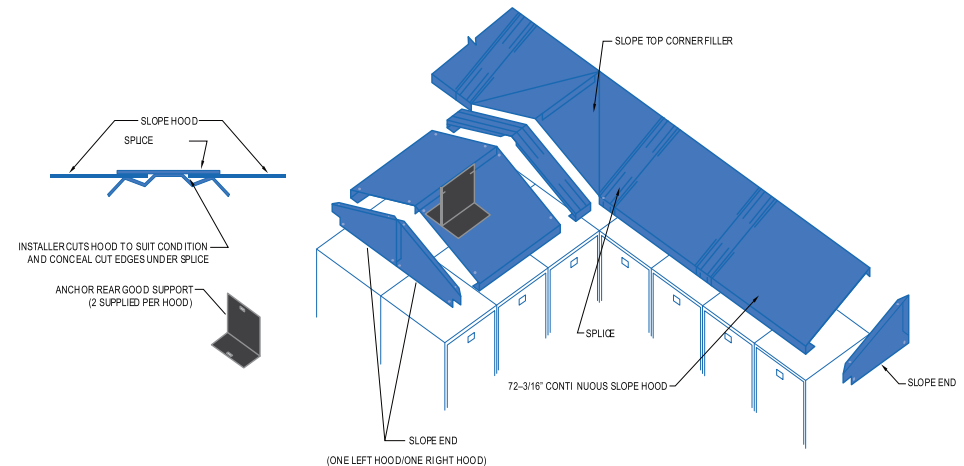 SLOPE TOP CORNER FILLER
SLOPE HOOD
SPLICE
INSTALLER CUTS HOOD TO SUIT CONDITION
AND CONCEAL CUT EDGES UNDER SPLICE
ANCHOR REAR GOOD SUPPORT
(2 SUPPLIED PER HOOD)
SPLICE
72–3/16" CONTI NUOUS SLOPE HOOD
SLOPE END
SLOPE END
(ONE LEFT HOOD/ONE RIGHT HOOD)